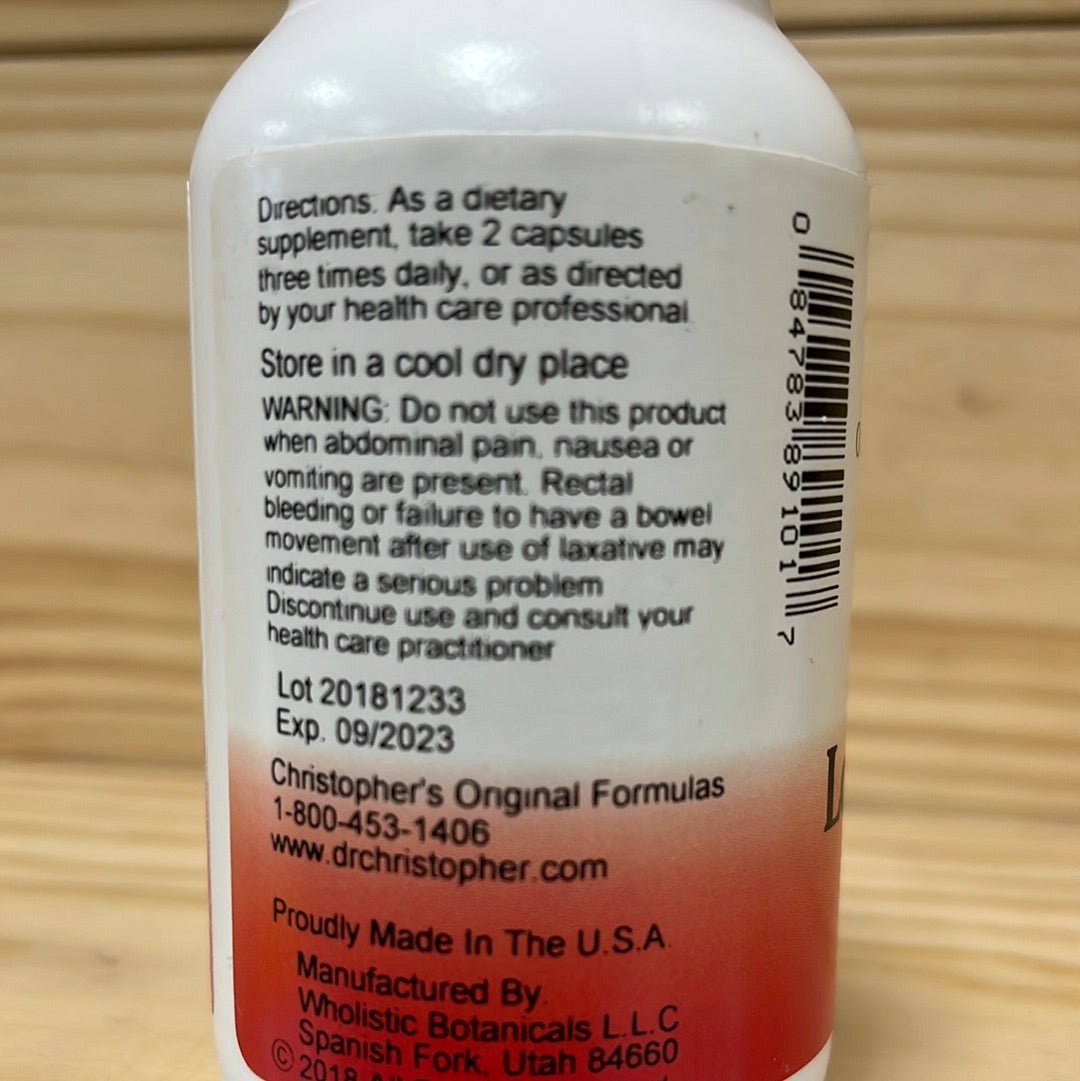 Directions: As a dietary
supplement, take 2 capsules
three times daily, or as directed
by your health care professional
Store in a cool dry place
WARNING: Do not use this product
when abdominal pain, nausea or
vomiting are present. Rectal
bleeding or failure to have a bowel
movement after use of laxative may
indicate a serious problem
Discontinue use and consult your
health care practitioner
Lot 20181233
Exp. 09/2023
Christopher's Original Formulas
1-800-453-1406
www.drchristopher.com
Proudly Made In The U.S.A.
Manufactured By.
Wholistic Botanicals L.L.C
Spanish Fork, Utah 84660
© 2018
0 84783 89101 7